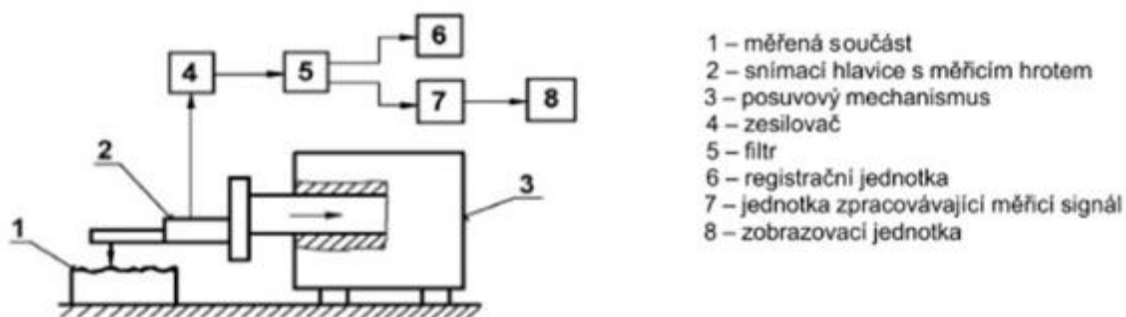 6
4
5
7
8
2
3
1
1 – měřená součást
2 – snímací hlavice s měřicím hrotem
3 – posuvový mechanismus
4 – zesilovač
5 – filtr
6 – registrační jednotka
7 – jednotka zpracovávající měřicí signál
8 – zobrazovací jednotka